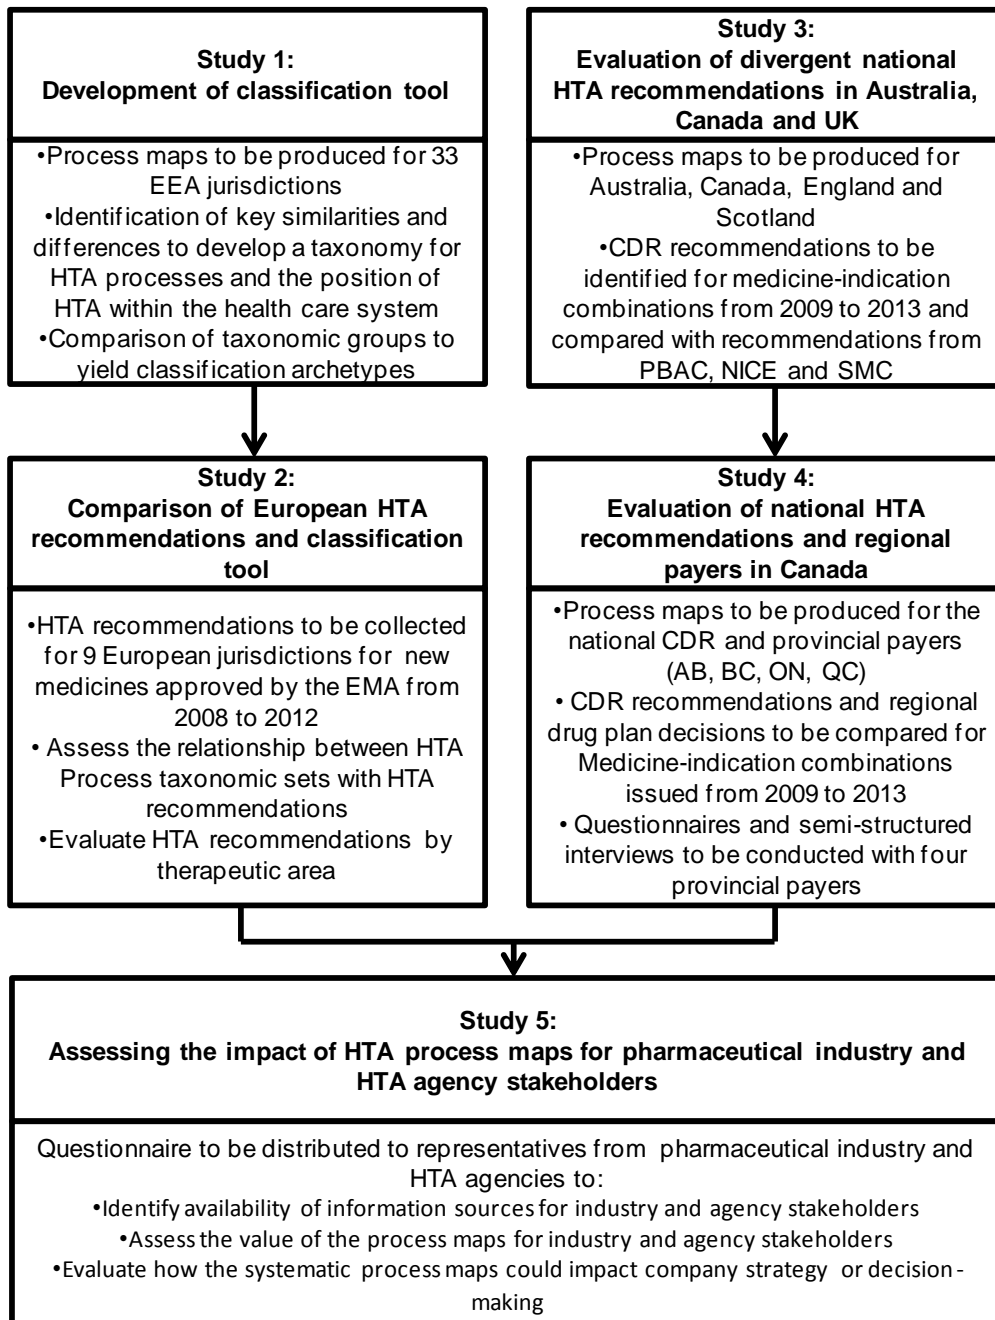 Study 1:
Development of classification tool
•Process maps to be produced for 33
EEA jurisdictions
•Identification of key similarities and
differences to develop a taxonomy for
HTA processes and the position of
HTA within the health care system
•Comparison of taxonomic groups to
yield classification archetypes
Study 3:
Evaluation of divergent national
HTA recommendations in Australia,
Canada and UK
•Process maps to be produced for
Australia, Canada, England and
Scotland
•CDR recommendations to be
identified for medicine-indication
combinations from 2009 to 2013 and
compared with recommendations from
PBAC, NICE and SMC
Study 2:
Comparison of European HTA
recommendations and classification
tool
•HTA recommendations to be collected
for 9 European jurisdictions for new
medicines approved by the EMA from
2008 to 2012
• Assess the relationship between HTA
Process taxonomic sets with HTA
recommendations
•Evaluate HTA recommendations by
therapeutic area
Study 4:
Evaluation of national HTA
recommendations and regional
payers in Canada
•Process maps to be produced for the
national CDR and provincial payers
(AB, BC, ON, QC)
• CDR recommendations and regional
drug plan decisions to be compared for
Medicine-indication combinations
issued from 2009 to 2013
• Questionnaires and semi-structured
interviews to be conducted with four
provincial payers
Study 5:
Assessing the impact of HTA process maps for pharmaceutical industry and
HTA agency stakeholders
Questionnaire to be distributed to representatives from pharmaceutical industry and
HTA agencies to:
•Identify availability of information sources for industry and agency stakeholders
•Assess the value of the process maps for industry and agency stakeholders
•Evaluate how the systematic process maps could impact company strategy or decision-
making